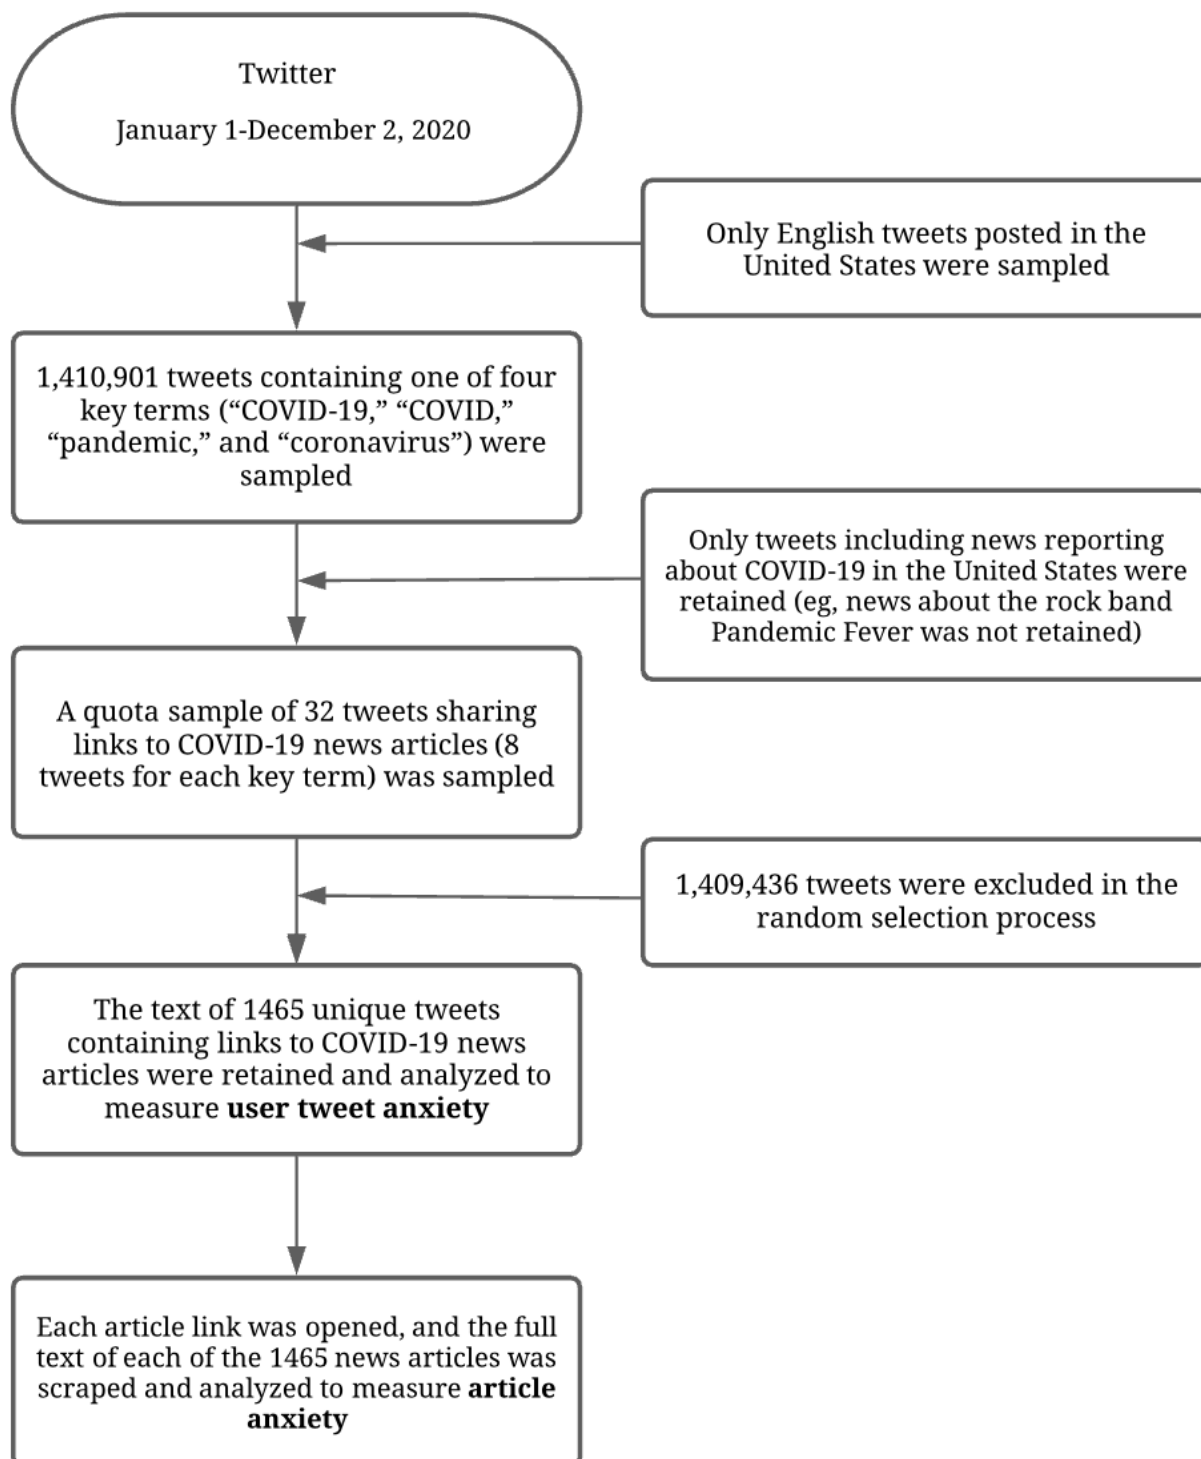 Twitter
January 1-December 2, 2020
Only English tweets posted in the
United States were sampled
1,410,901 tweets containing one of four
key terms (“COVID-19,” “COVID,”
“pandemic,” and “coronavirus”) were
sampled
Only tweets including news reporting
about COVID-19 in the United States were
retained (eg, news about the rock band
Pandemic Fever was not retained)
A quota sample of 32 tweets sharing
links to COVID-19 news articles (8
tweets for each key term) was sampled
1,409,436 tweets were excluded in the
random selection process
The text of 1465 unique tweets
containing links to COVID-19 news
articles were retained and analyzed to
measure user tweet anxiety
Each article link was opened, and the full
text of each of the 1465 news articles was
scraped and analyzed to measure article
anxiety